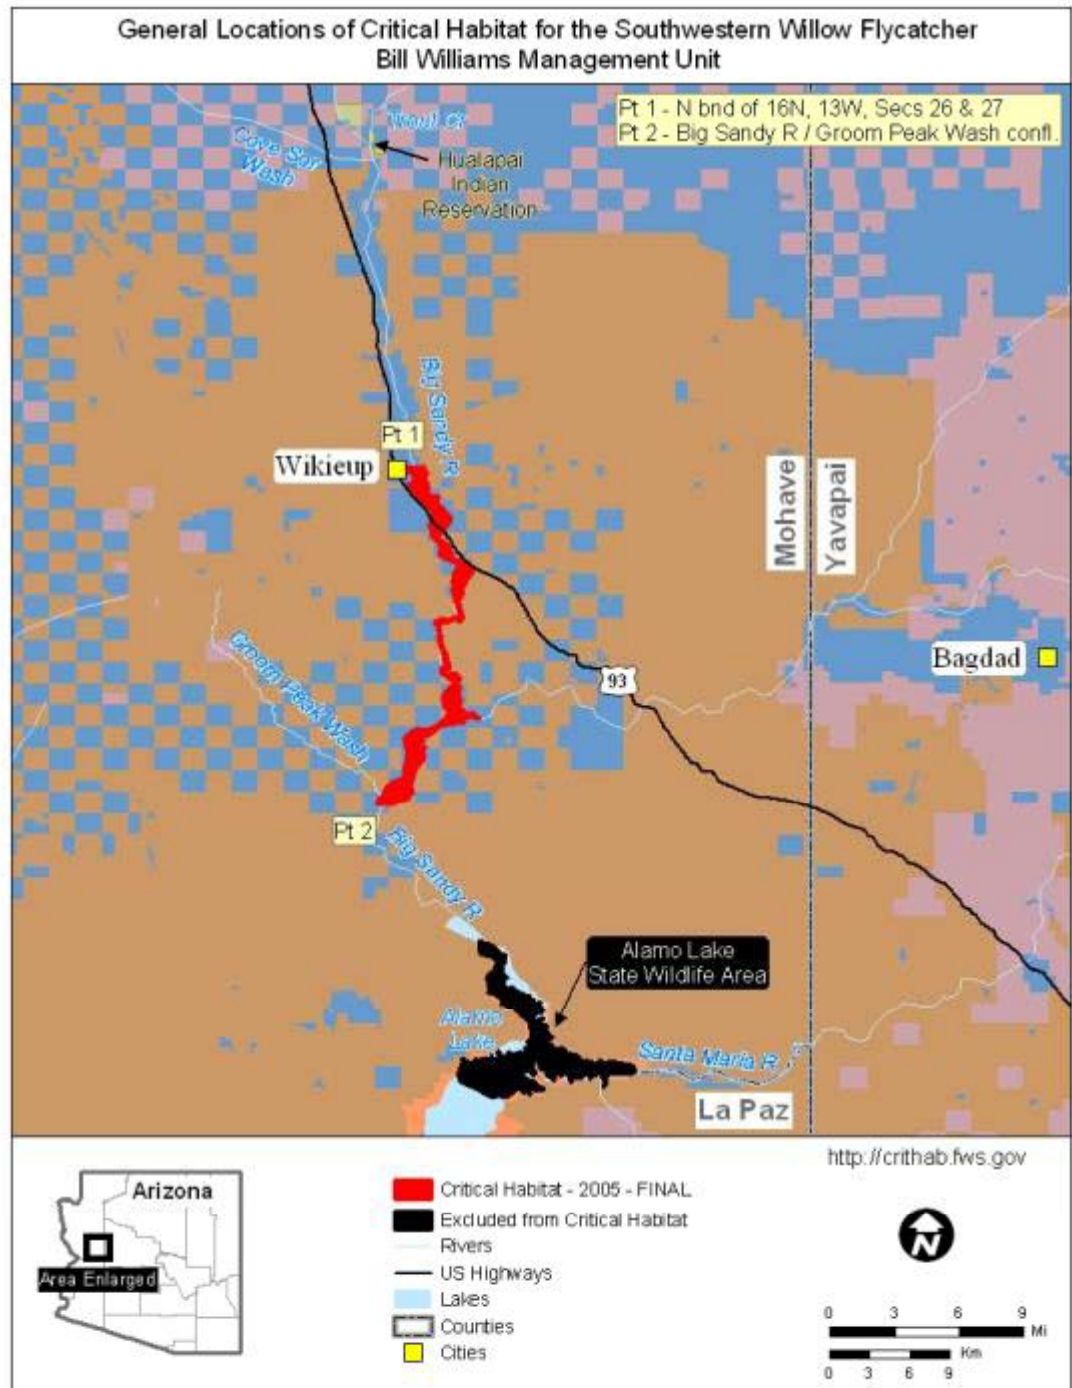 General Locations of Critical Habitat for the Southwestern Willow Flycatcher
Bill Williams Management Unit
Pt 1 - N bnd of 16N, 13W, Secs 26 & 27
Pt 2 - Big Sandy R / Groom Peak Wash confl.
Trout Cr
Cove Spr
Wash
Hualapai
Indian
Reservation
Big Sandy R
Pt 1
Wikieup
Mohave
Yavapai
Groom Peak Wash
Bagdad
93
Pt 2
Big Sandy R
Alamo Lake
State Wildlife Area
Alamo
Lake
Santa Maria R
La Paz
http://crithab.fws.gov
Arizona
Area Enlarged
Critical Habitat - 2005 - FINAL
Excluded from Critical Habitat
Rivers
US Highways
Lakes
Counties
Cities
N
0 3 6 9
Mi
Km
0 3 6 9